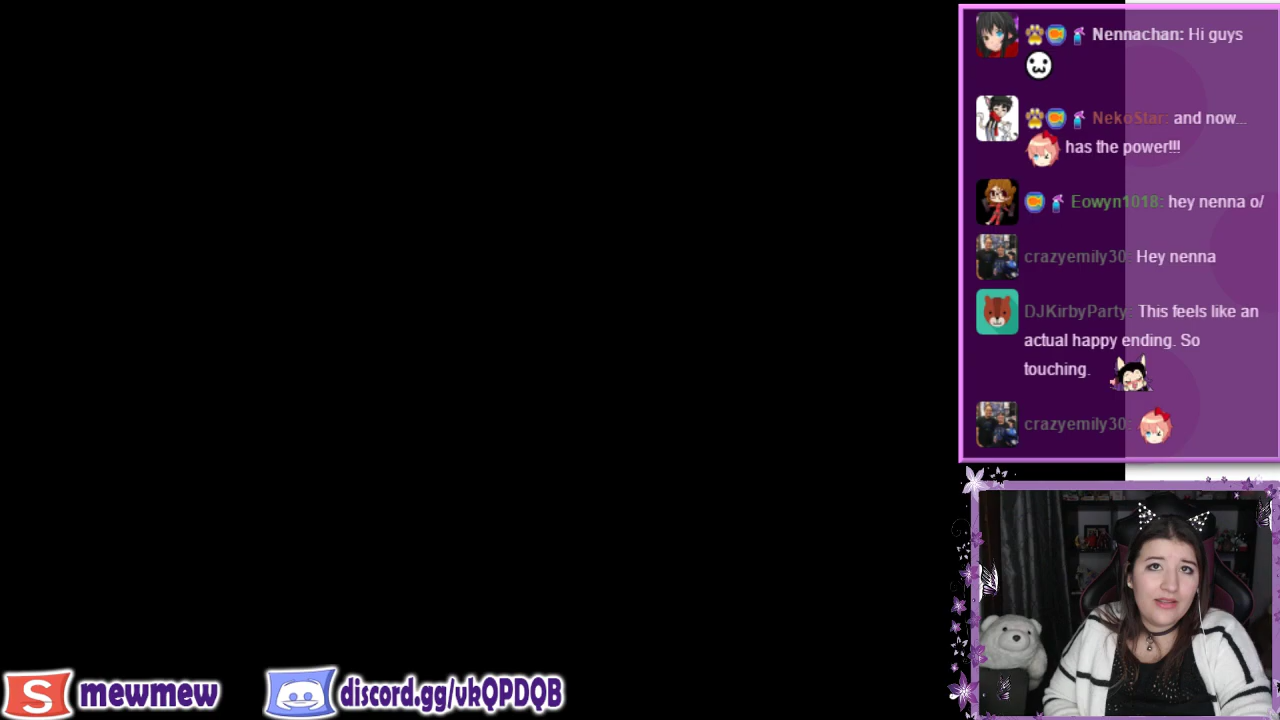 Nennachan: Hi guys
NekoStar: and now...
has the power!!!
Eowyn1018: hey nenna o/
crazyemily30: Hey nenna
DJKirbyParty: This feels like an
actual happy ending. So
touching.
crazyemily30:
S mewmew
discord.gg/vkQPDQB